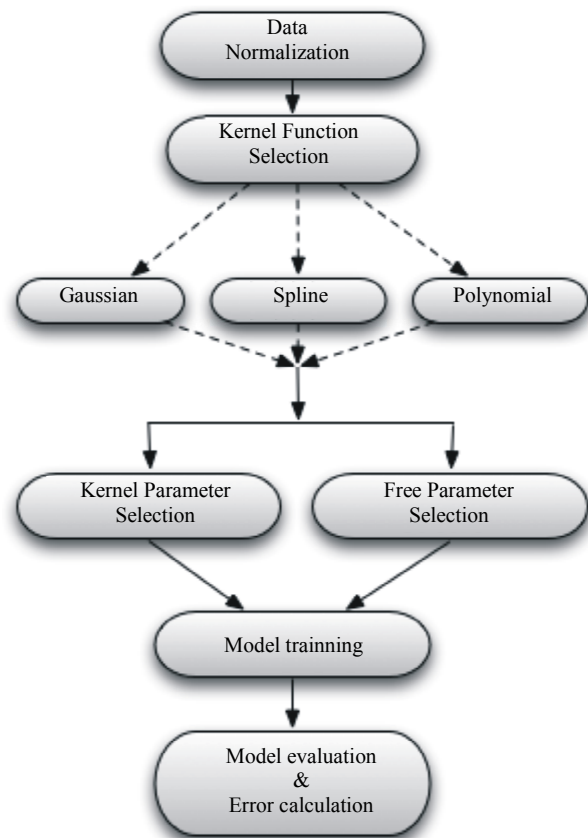 Data
Normalization
Kernel Function
Selection
Gaussian
Spline
Polynomial
Kernel Parameter
Selection
Free Parameter
Selection
Model trainning
Model evaluation
&
Error calculation